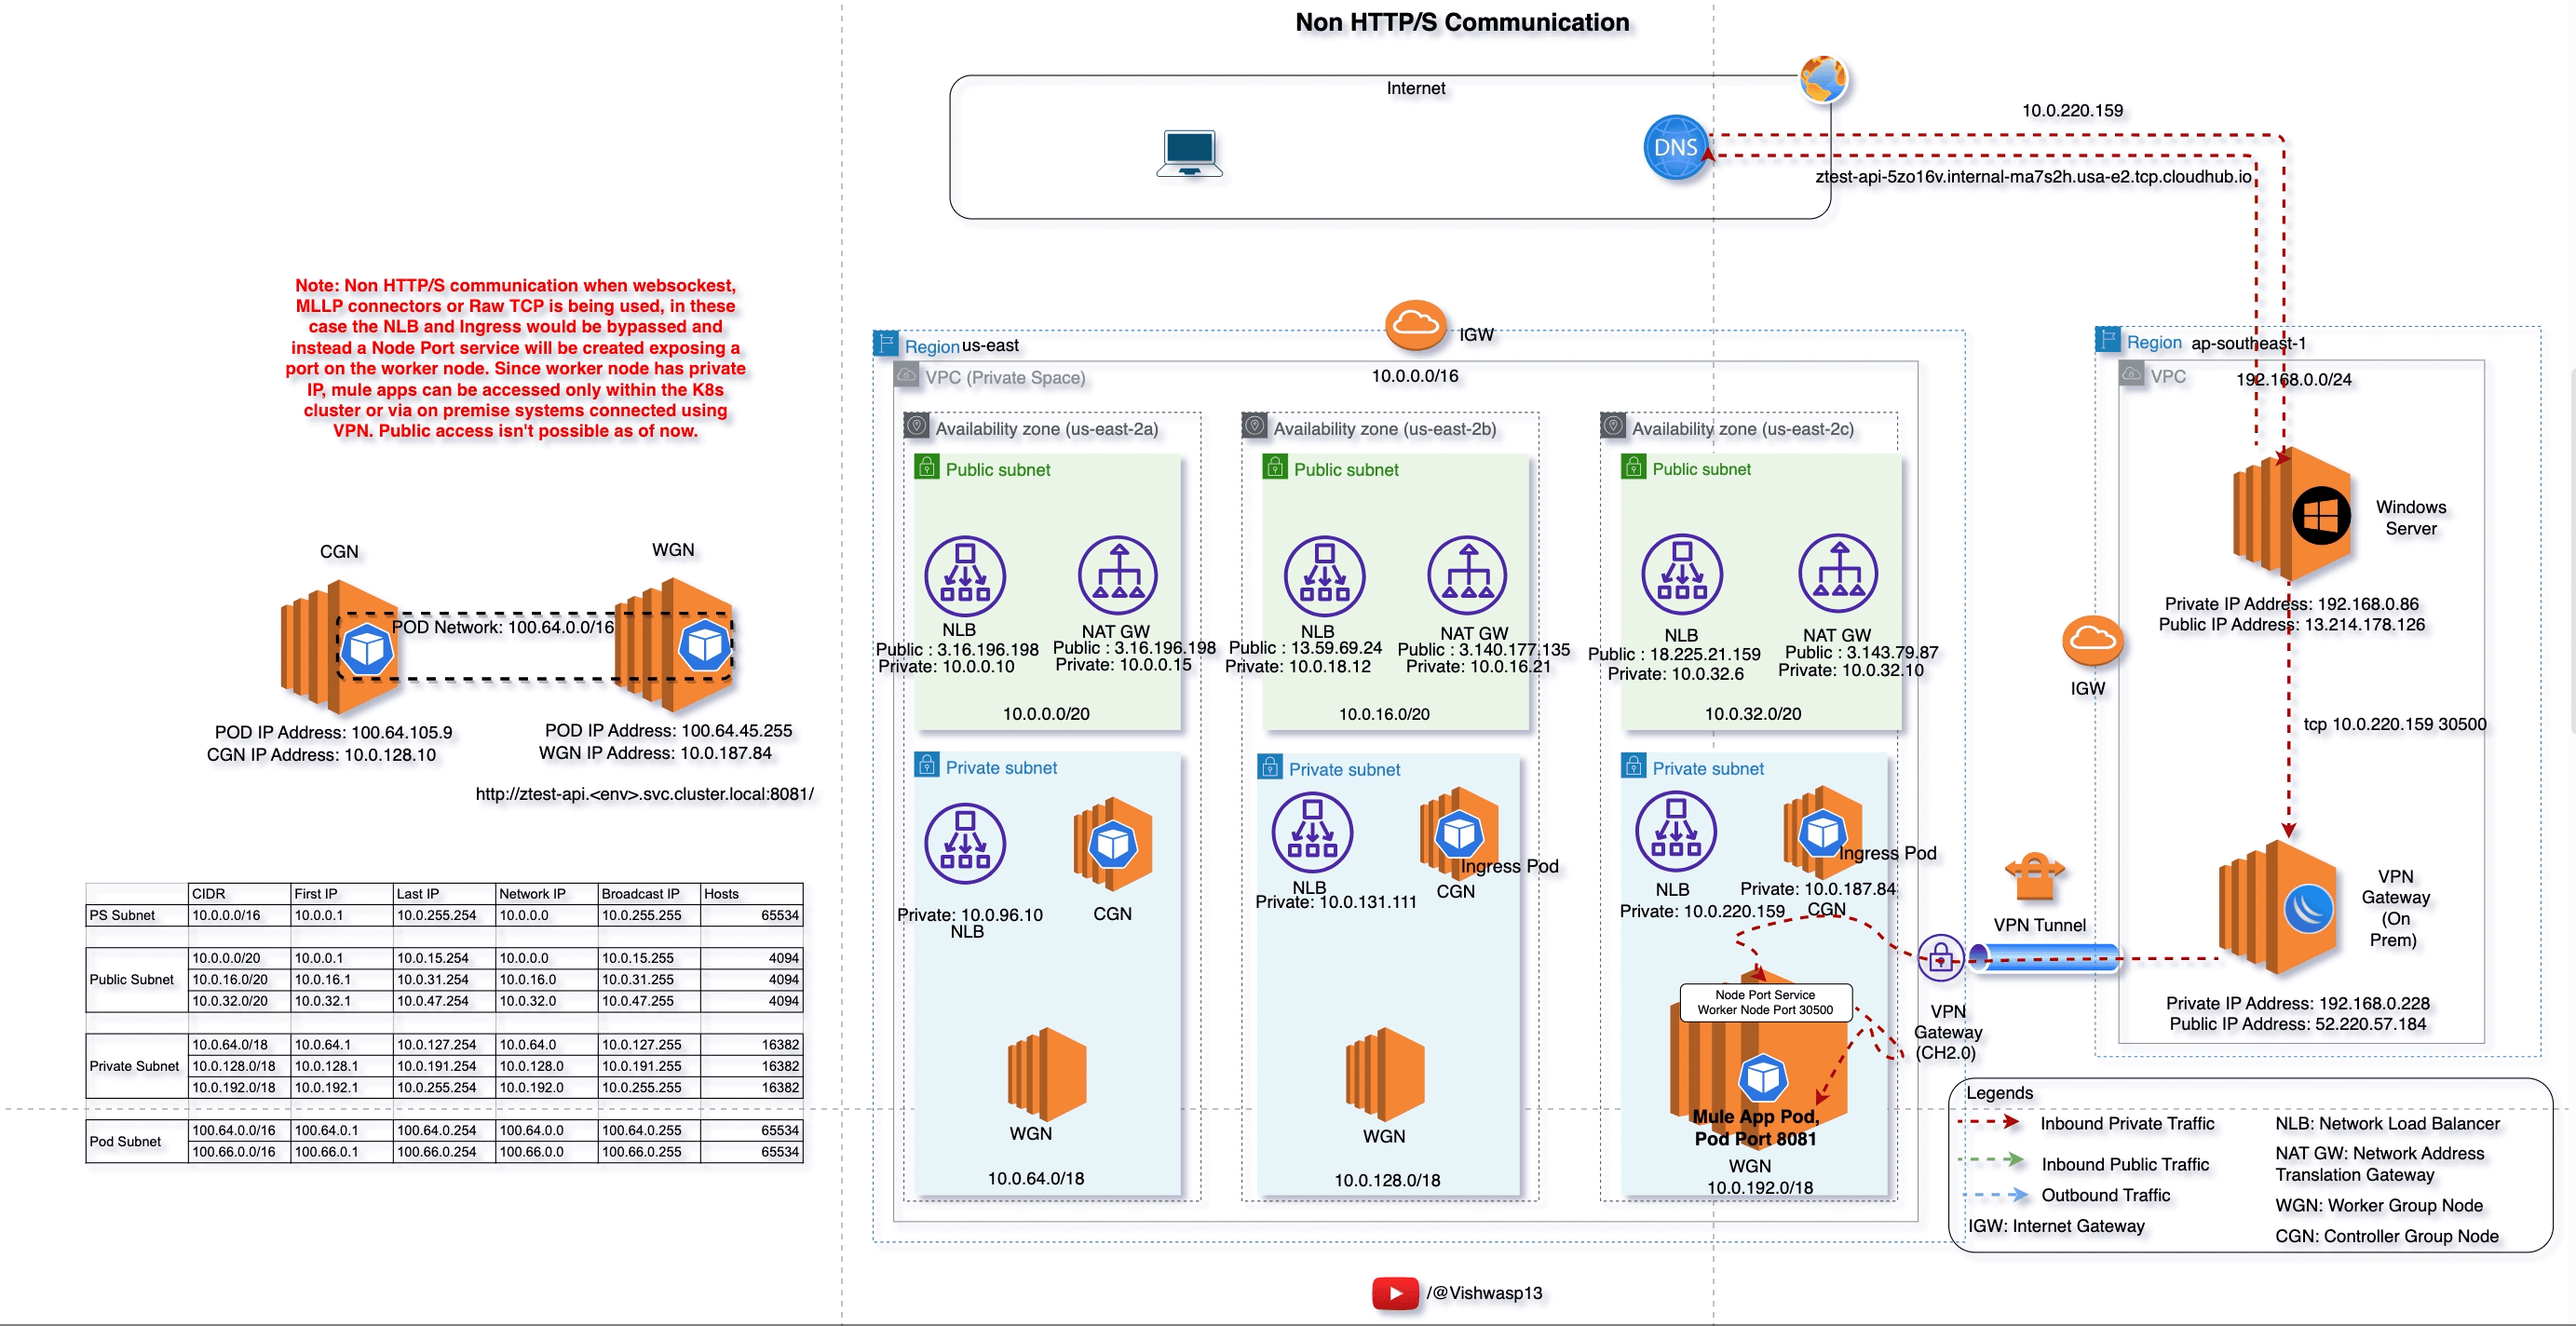 Non HTTP/S Communication
Internet
DNS
10.0.220.159
ztest-api-5zo16v.internal-ma7s2h.usa-e2.tcp.cloudhub.io
Note: Non HTTP/S communication when websockest,
MLLP connectors or Raw TCP is being used, in these
case the NLB and Ingress would be bypassed and
instead a Node Port service will be created exposing a
port on the worker node. Since worker node has private
IP, mule apps can be accessed only within the K8s
cluster or via on premise systems connected using
VPN. Public access isn't possible as of now.
CGN
WGN
POD Network: 100.64.0.0/16
POD IP Address: 100.64.105.9
CGN IP Address: 10.0.128.10
POD IP Address: 100.64.45.255
WGN IP Address: 10.0.187.84
http://ztest-api.<env>.svc.cluster.local:8081/
CIDR First IP Last IP Network IP Broadcast IP Hosts
PS Subnet 10.0.0.0/16 10.0.0.1 10.0.255.254 10.0.0.0 10.0.255.255 65534
Public Subnet
10.0.0.0/20 10.0.0.1 10.0.15.254 10.0.0.0 10.0.15.255 4094
10.0.16.0/20 10.0.16.1 10.0.31.254 10.0.16.0 10.0.31.255 4094
10.0.32.0/20 10.0.32.1 10.0.47.254 10.0.32.0 10.0.47.255 4094
Private Subnet
10.0.64.0/18 10.0.64.1 10.0.127.254 10.0.64.0 10.0.127.255 16382
10.0.128.0/18 10.0.128.1 10.0.191.254 10.0.128.0 10.0.191.255 16382
10.0.192.0/18 10.0.192.1 10.0.255.254 10.0.192.0 10.0.255.255 16382
Pod Subnet
100.64.0.0/16 100.64.0.1 100.64.0.254 100.64.0.0 100.64.0.255 65534
100.66.0.0/16 100.66.0.1 100.66.0.254 100.66.0.0 100.66.0.255 65534
IGW
Region us-east
VPC (Private Space)
10.0.0.0/16
Availability zone (us-east-2a)
Public subnet
NLB
Public : 3.16.196.198
Private: 10.0.0.10
NAT GW
Public : 3.16.196.198
Private: 10.0.0.15
10.0.0.0/20
Private subnet
Private: 10.0.96.10
NLB
CGN
WGN
10.0.64.0/18
Availability zone (us-east-2b)
Public subnet
NLB
Public : 13.59.69.24
Private: 10.0.18.12
NAT GW
Public : 3.140.177.135
Private: 10.0.16.21
10.0.16.0/20
Private subnet
NLB
Private: 10.0.131.111
Ingress Pod
CGN
WGN
10.0.128.0/18
Availability zone (us-east-2c)
Public subnet
NLB
Public : 18.225.21.159
Private: 10.0.32.6
NAT GW
Public : 3.143.79.87
Private: 10.0.32.10
10.0.32.0/20
Private subnet
NLB
Private: 10.0.220.159
Ingress Pod
Private: 10.0.187.84
CGN
Node Port Service
Worker Node Port 30500
Mule App Pod,
Pod Port 8081
WGN
10.0.192.0/18
VPN
Gateway
(CH2.0)
VPN Tunnel
IGW
Region ap-southeast-1
VPC
192.168.0.0/24
Windows
Server
Private IP Address: 192.168.0.86
Public IP Address: 13.214.178.126
tcp 10.0.220.159 30500
VPN
Gateway
(On
Prem)
Private IP Address: 192.168.0.228
Public IP Address: 52.220.57.184
Legends
Inbound Private Traffic
Inbound Public Traffic
Outbound Traffic
IGW: Internet Gateway
NLB: Network Load Balancer
NAT GW: Network Address
Translation Gateway
WGN: Worker Group Node
CGN: Controller Group Node
/@Vishwasp13